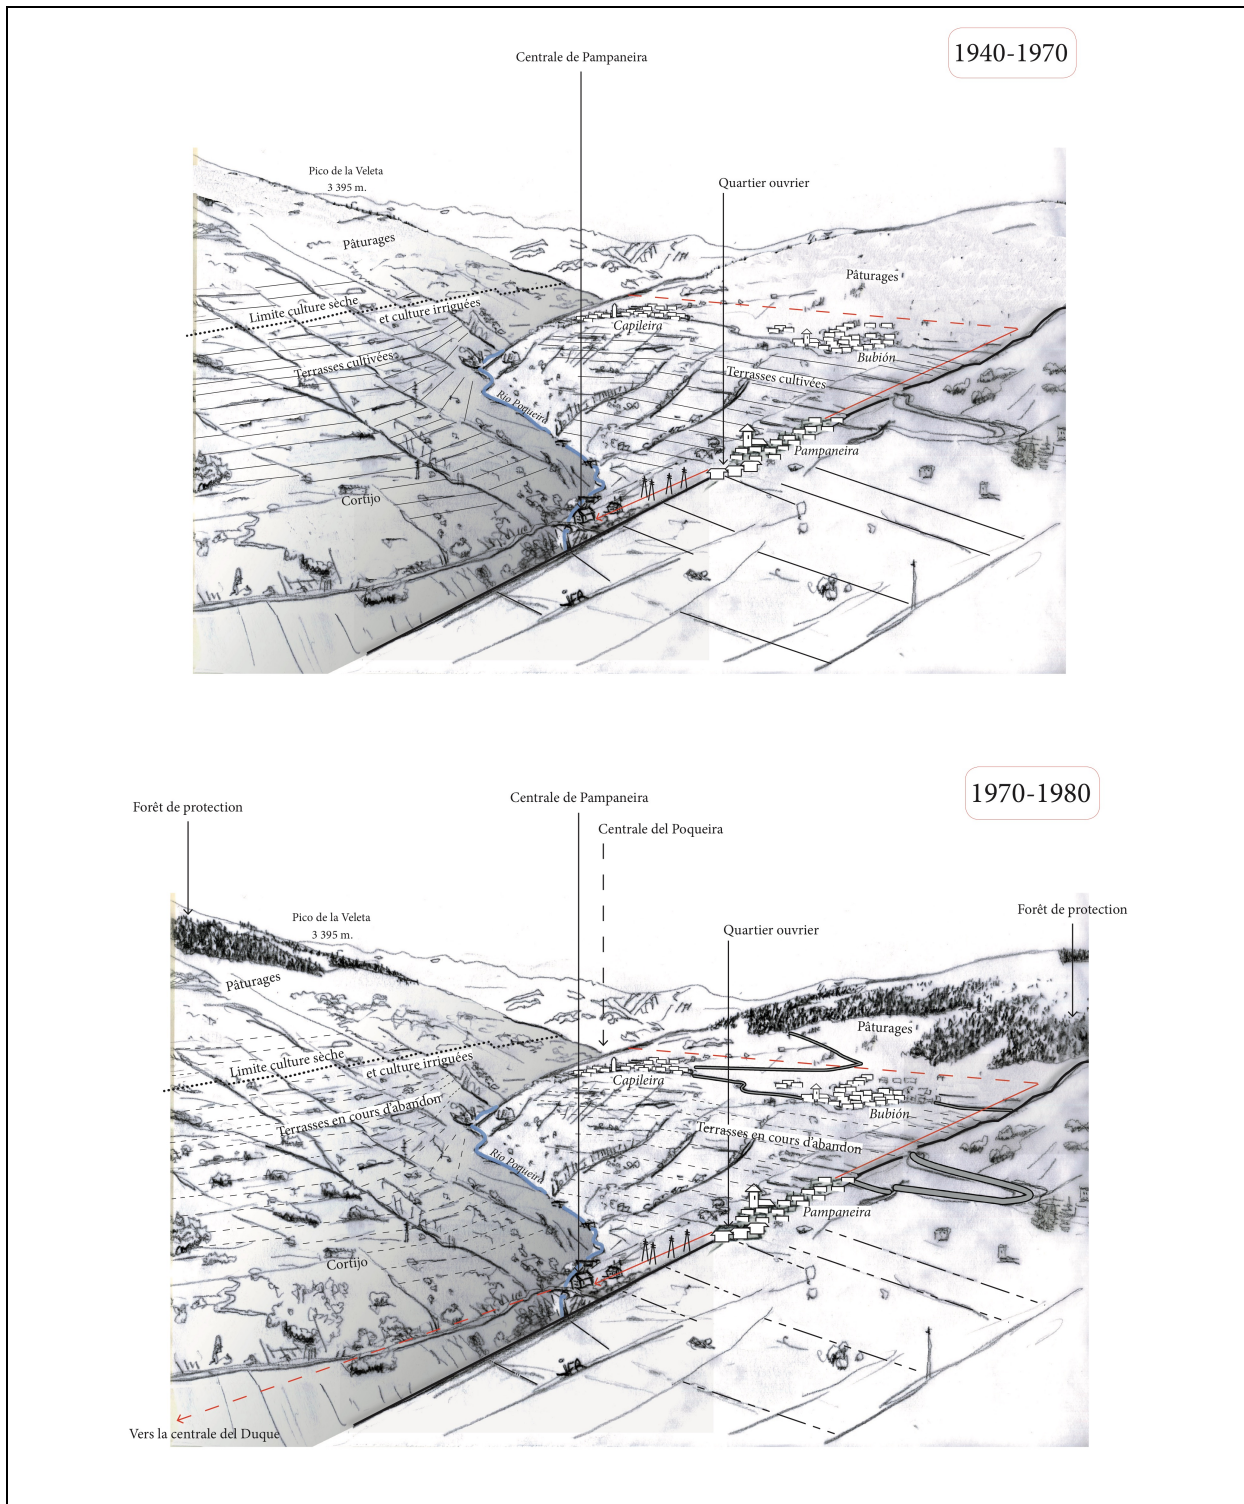 1940-1970
Centrale de Pampaneira
Quartier ouvrier
Pico de la Veleta
3 395 m.
Pâturages
Pâturages
Limite culture sèche
et culture irriguées
Capileira
Bubión
Terrasses cultivées
Terrasses cultivées
Rio Poqueira
Pampaneira
Cortijo
1970-1980
Forêt de protection
Centrale de Pampaneira
Centrale del Poqueira
Forêt de protection
Pico de la Veleta
3 395 m.
Quartier ouvrier
Pâturages
Pâturages
Limite culture sèche
et culture irriguées
Capileira
Bubión
Terrasses en cours d'abandon
Terrasses en cours d'abandon
Rio Poqueira
Pampaneira
Cortijo
Vers la centrale del Duque